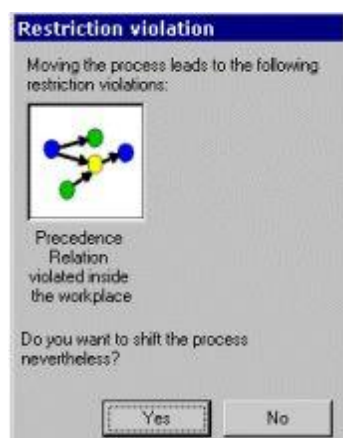 Restriction violation
Moving the process leads to the following
restriction violations:
Precedence
Relation
violated inside
the workplace
Do you want to shift the process
nevertheless?
Yes
No